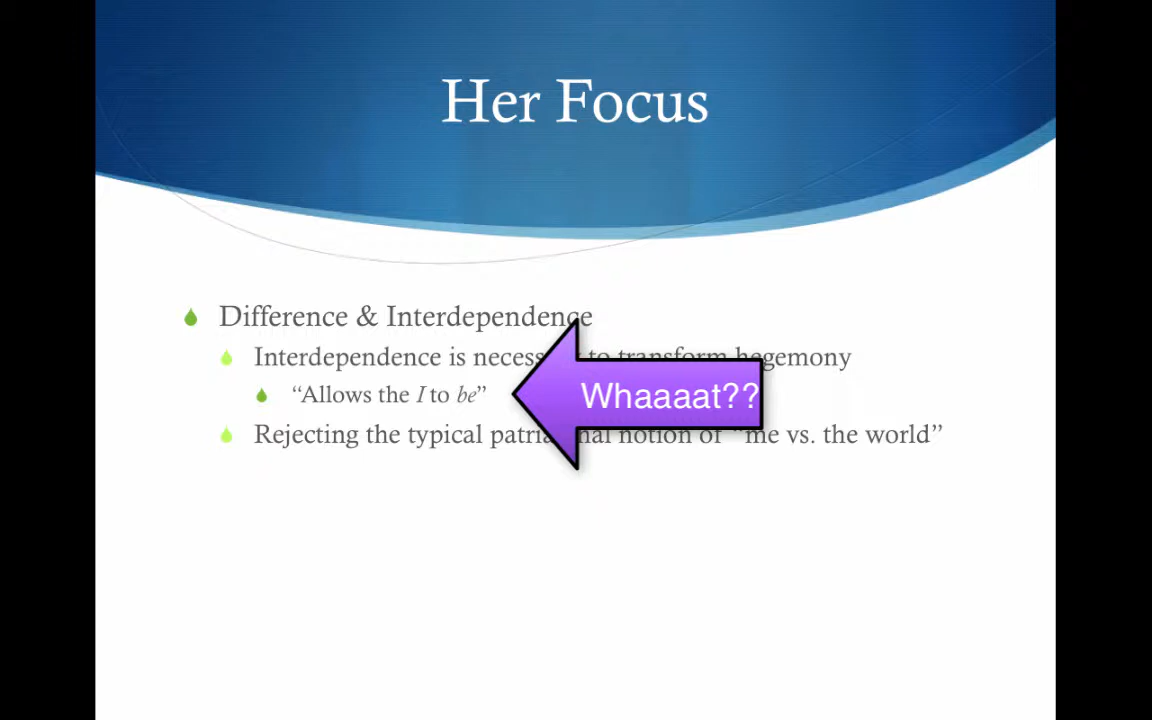 Her Focus
Difference & Interdependence
Interdependence is necess to transform hegemony
“Allows the I to be”
Whaaaat??
Rejecting the typical patria nal notion of “me vs. the world”